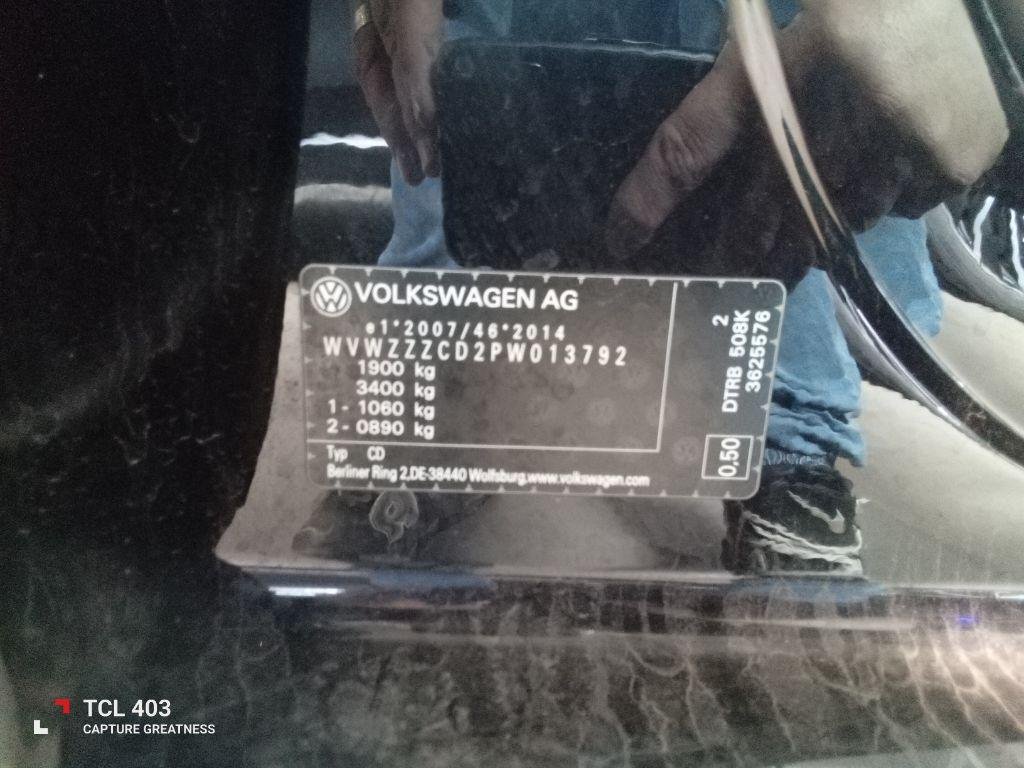 VOLKSWAGEN AG
e1*2007/46*2014
WVWZZZCD2PW013792
1900 kg
3400 kg
1- 1060 kg
2- 0890 kg
Typ CD
Berliner Ring 2,DE-38440 Wolfsburg,www.volkswagen.com
2
DTRB 508K
3625576
0,50
TCL 403
CAPTURE GREATNESS